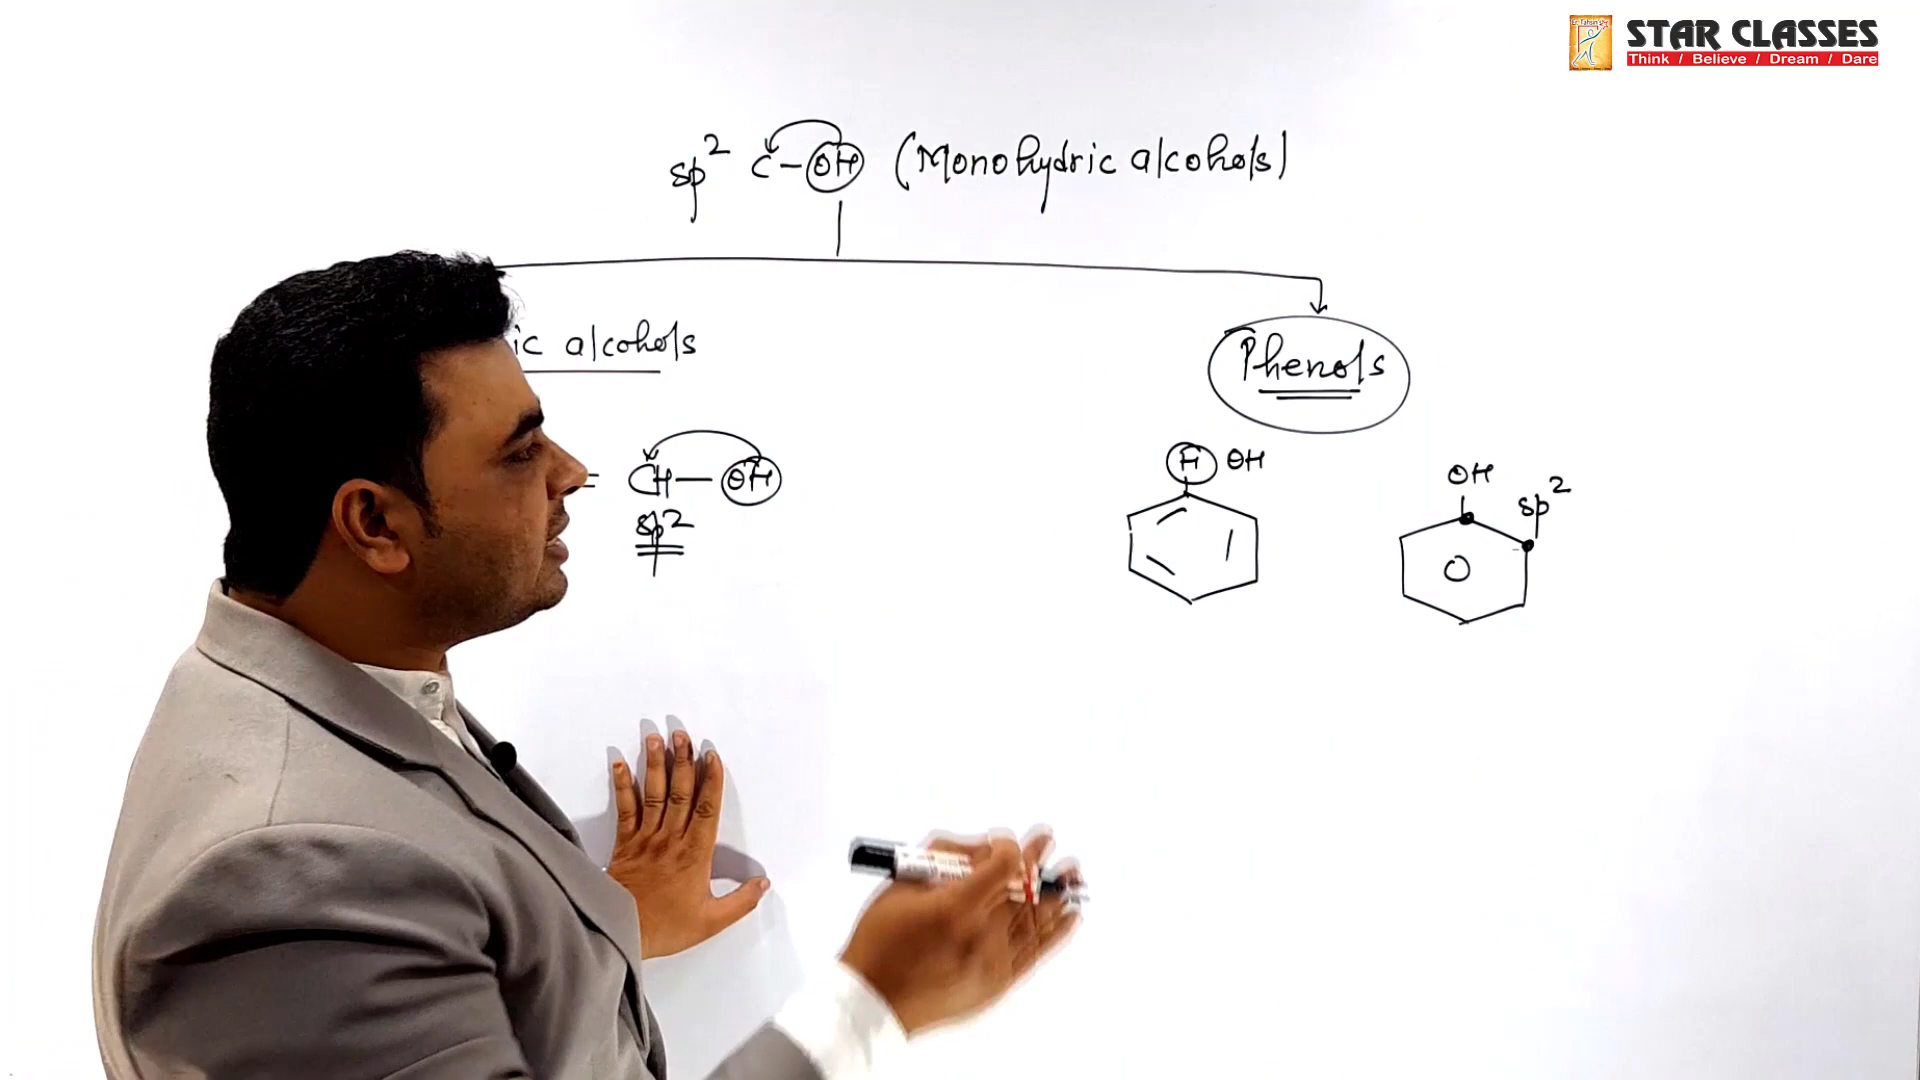 STAR CLASSES
Think / Believe / Dream / Dare
sp² C-OH (Monohydric alcohols)
ic alcohols
Phenols
= CH-OH
sp²
H OH
OH
sp²